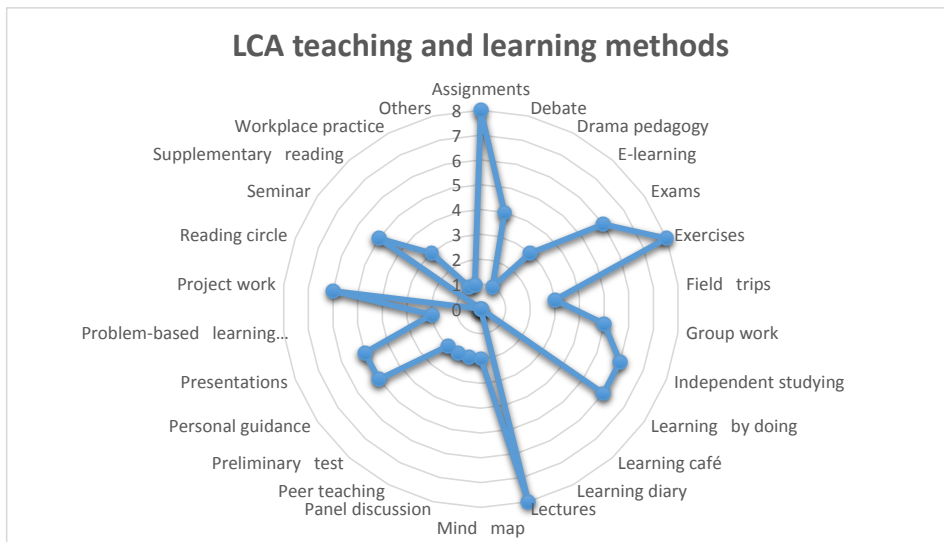 LCA teaching and learning methods
Assignments
Debate
Drama pedagogy
E-learning
Exams
Exercises
Field trips
Group work
Independent studying
Learning by doing
Learning café
Learning diary
Lectures
Mind map
Panel discussion
Peer teaching
Preliminary test
Personal guidance
Presentations
Problem-based learning…
Project work
Reading circle
Seminar
Supplementary reading
Workplace practice
Others
8
7
6
5
4
3
2
1
0